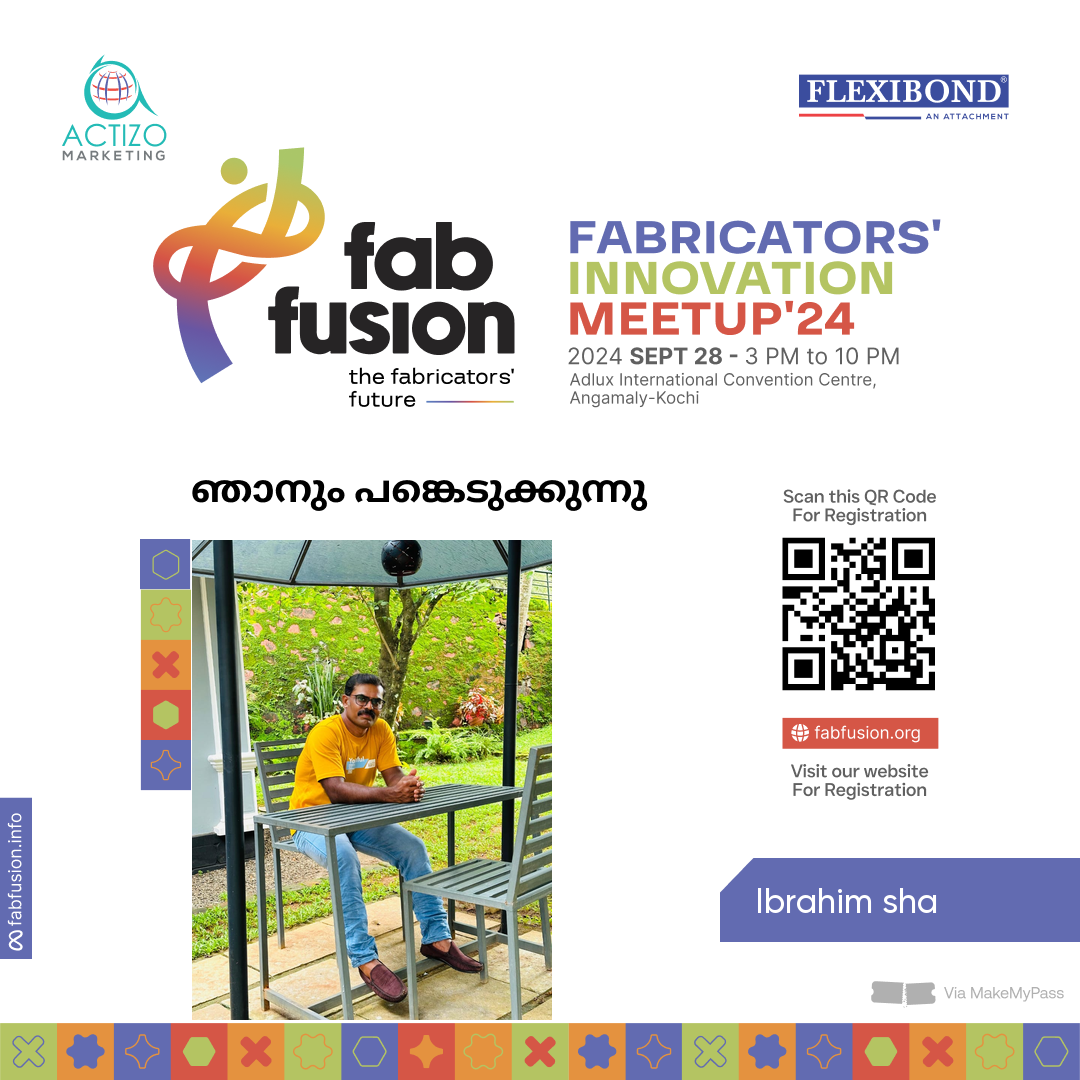 ACTIZO
MARKETING
FLEXIBOND®
AN ATTACHMENT
fab
fusion
the fabricators'
future
FABRICATORS'
INNOVATION
MEETUP'24
2024 SEPT 28 - 3 PM to 10 PM
Adlux International Convention Centre,
Angamaly-Kochi
ഞാനും പങ്കെടുക്കുന്നു
Scan this QR Code
For Registration
fabfusion.org
Visit our website
For Registration
fabfusion.info
Ibrahim sha
Via MakeMyPass